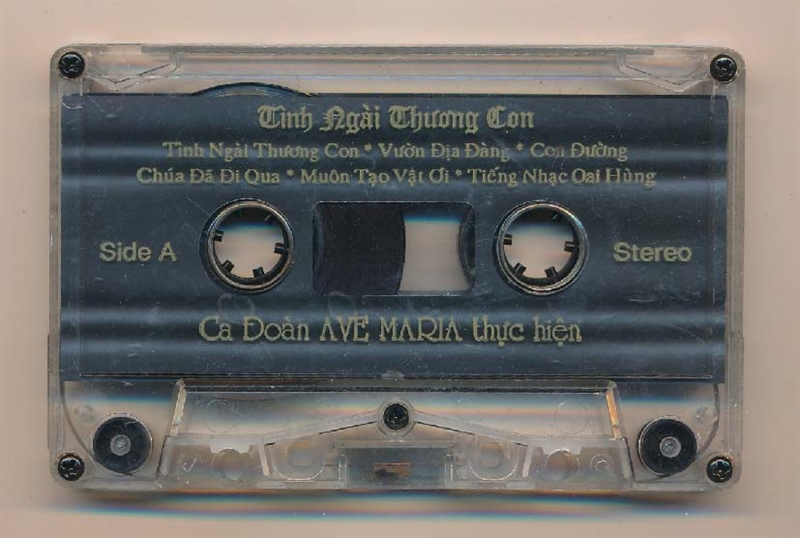 Tình Ngài Thương Con
Tình Ngài Thương Con * Vườn Địa Đàng * Con Đường
Chúa Đã Đi Qua * Muôn Tạo Vật Ơi * Tiếng Nhạc Oai Hùng
Side A
Stereo
Ca Đoàn AVE MARIA thực hiện